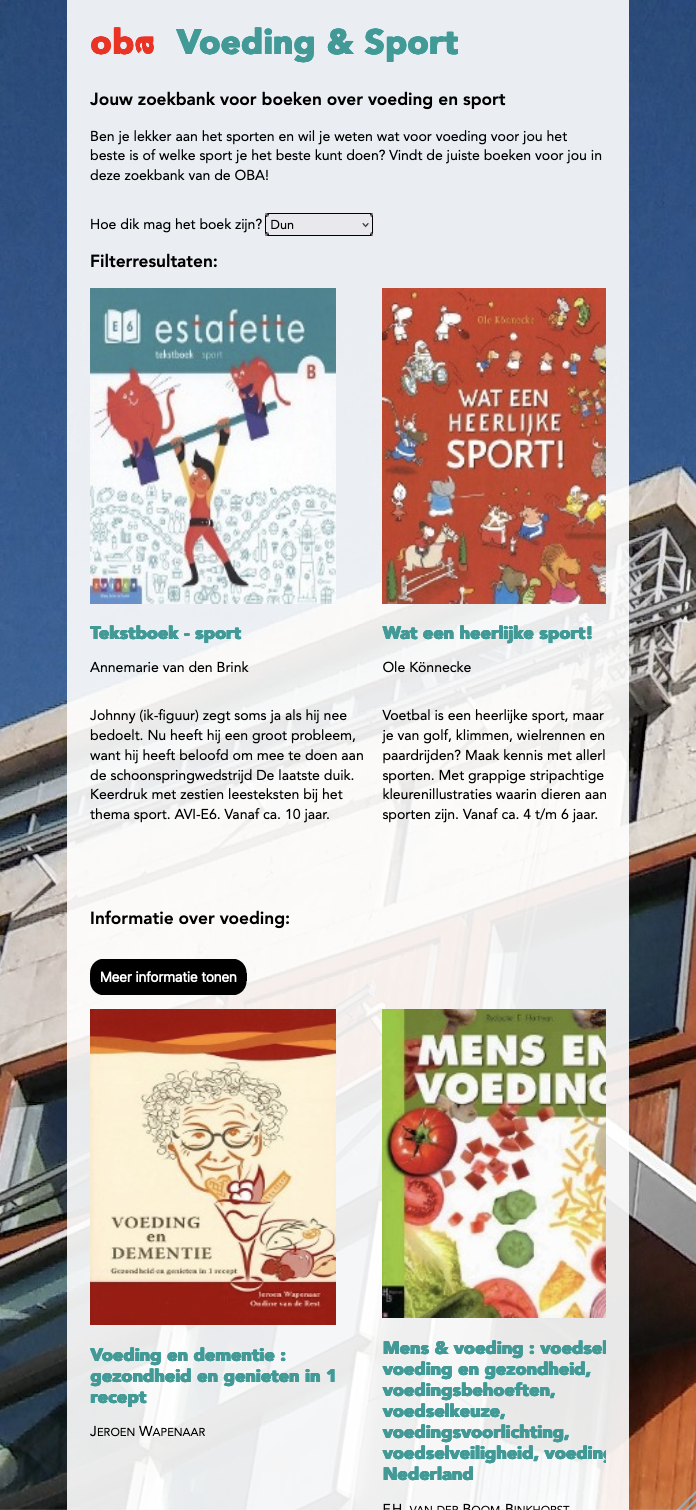 oba Voeding & Sport
Jouw zoekbank voor boeken over voeding en sport
Ben je lekker aan het sporten en wil je weten wat voor voeding voor jou het
beste is of welke sport je het beste kunt doen? Vindt de juiste boeken voor jou in
deze zoekbank van de OBA!
Hoe dik mag het boek zijn? Dun
Filterresultaten:
E 6
estafette
tekstboek sport
B
Ole Könnecke
WAT EEN
HEERLIJKE
SPORT!
Tekstboek - sport
Annemarie van den Brink
Johnny (ik-figuur) zegt soms ja als hij nee
bedoelt. Nu heeft hij een groot probleem,
want hij heeft beloofd om mee te doen aan
de schoonspringwedstrijd De laatste duik.
Keerdruk met zestien leesteksten bij het
thema sport. AVI-E6. Vanaf ca. 10 jaar.
Wat een heerlijke sport!
Ole Könnecke
Voetbal is een heerlijke sport, maar
je van golf, klimmen, wielrennen en
paardrijden? Maak kennis met allerl
sporten. Met grappige stripachtige
kleurenillustraties waarin dieren aan
sporten zijn. Vanaf ca. 4 t/m 6 jaar.
Informatie over voeding:
Meer informatie tonen
VOEDING
en
DEMENTIE
Gezondheid en genieten in 1 recept
Jeroen Wapenaar
Ondine van de Rest
Redactie E. Hartman
MENS EN
VOEDING
Voeding en dementie :
gezondheid en genieten in 1
recept
JEROEN WAPENAAR
Mens & voeding : voedsel
voeding en gezondheid,
voedingsbehoeften,
voedselkeuze,
voedingsvoorlichting,
voedselveiligheid, voeding
Nederland
E.H. VAN DER BOOM-BINKHORST